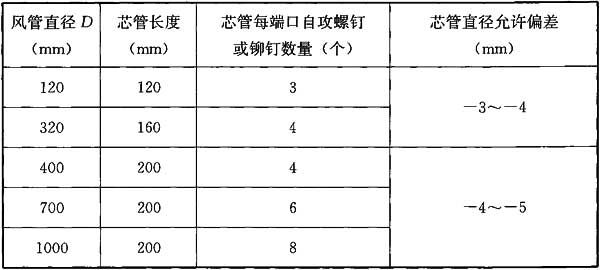 风管直径 D
（mm） 芯管长度
（mm） 芯管每端口自攻螺钉
或铆钉数量（个） 芯管直径允许偏差
（mm）
120 120 3 －3～－4
320 160 4
400 200 4 －4～－5
700 200 6
1000 200 8